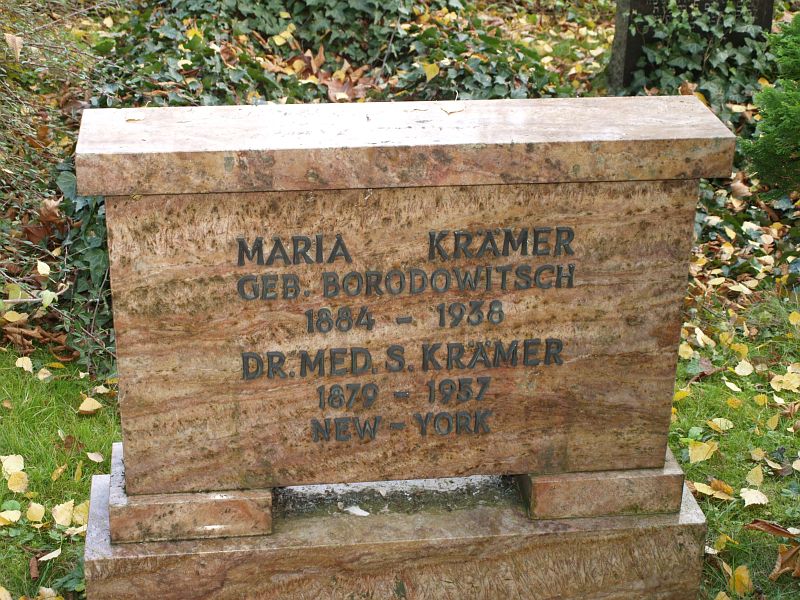 MARIA KRÄMER
GEB. BORODOWITSCH
1884 - 1938
DR. MED. S. KRÄMER
1879 - 1957
NEW - YORK